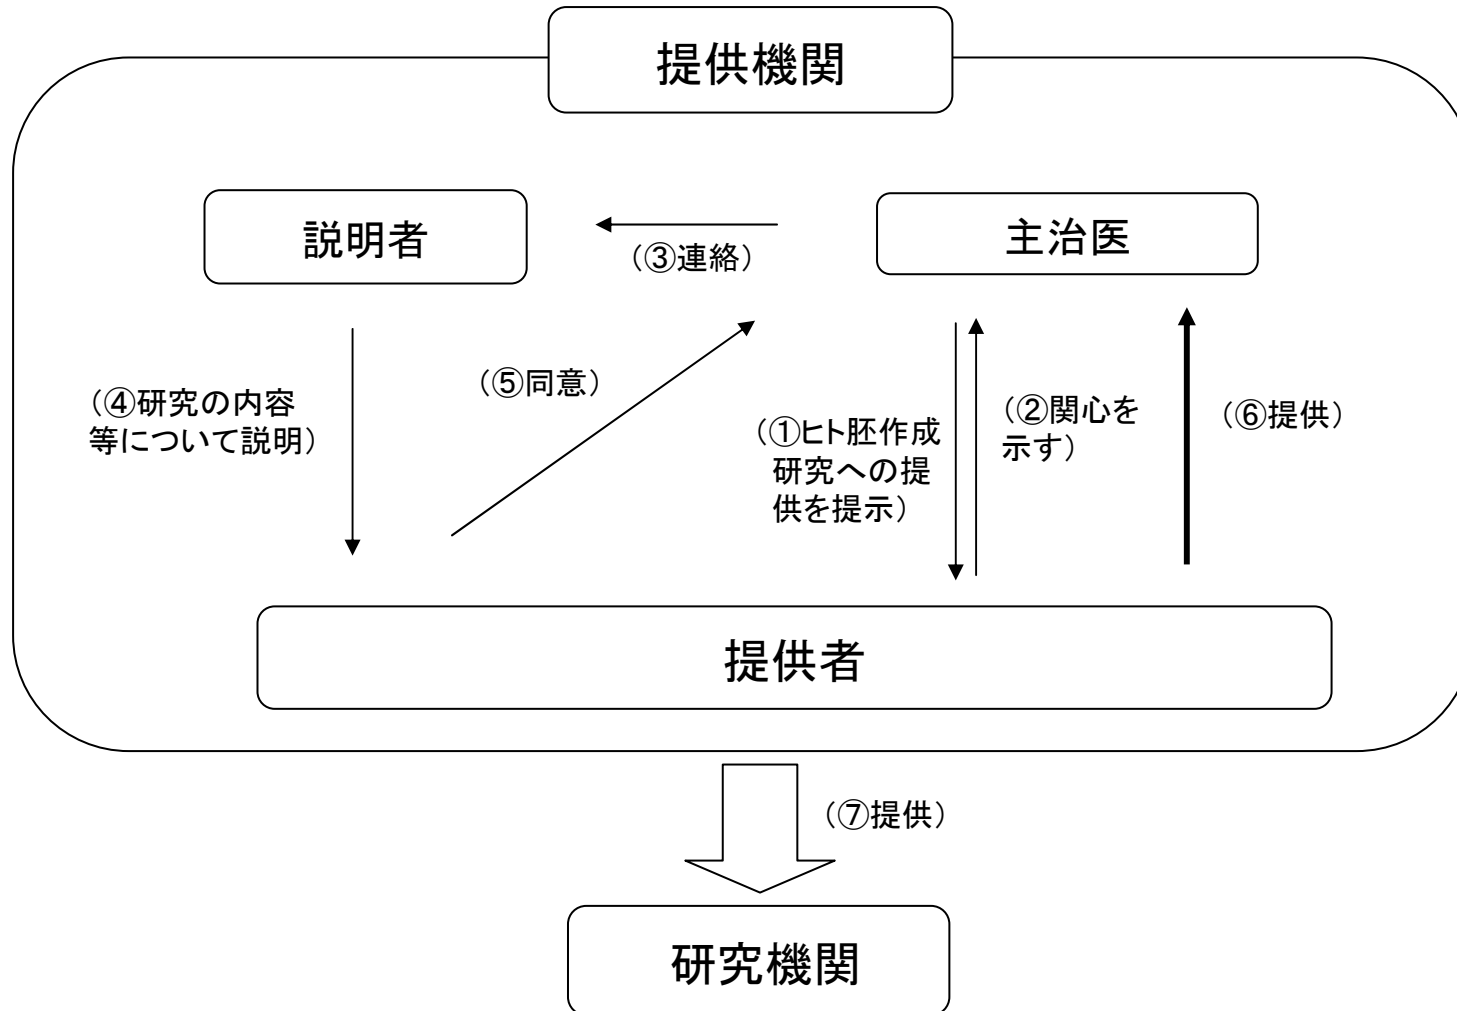 提供機関
説明者
主治医
（③連絡）
（④研究の内容
等について説明）
（⑤同意）
（①ヒト胚作成
研究への提
供を提示）
（②関心を
示す）
（⑥提供）
提供者
（⑦提供）
研究機関